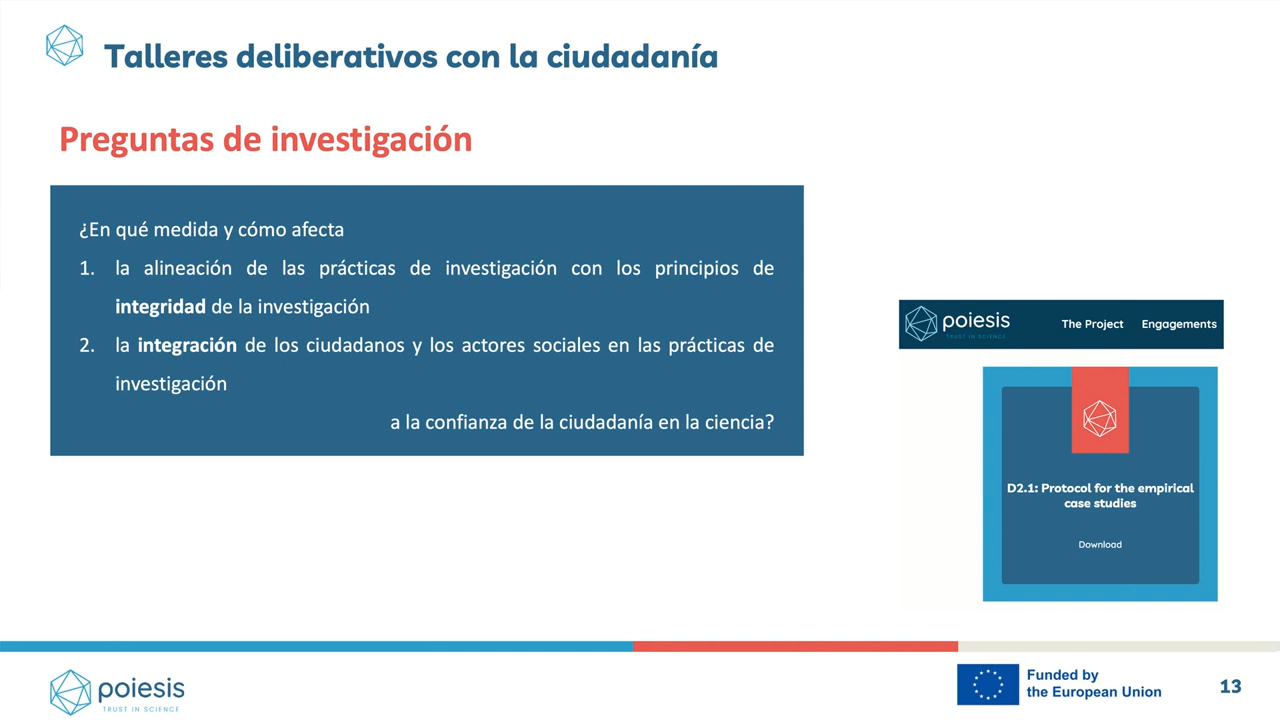 Talleres deliberativos con la ciudadanía
Preguntas de investigación
¿En qué medida y cómo afecta
1. la alineación de las prácticas de investigación con los principios de
integridad de la investigación
2. la integración de los ciudadanos y los actores sociales en las prácticas de
investigación
a la confianza de la ciudadanía en la ciencia?
poiesis
TRUST IN SCIENCE
The Project Engagements
D2.1: Protocol for the empirical
case studies
Download
poiesis
TRUST IN SCIENCE
Funded by
the European Union
13